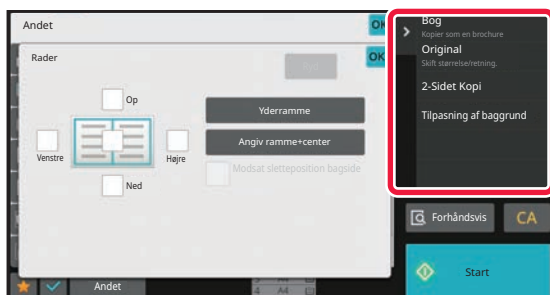 Andet
OK
Rader
OK
Op
Venstre
Højre
Ned
Yderramme
Angiv ramme+center
Modsat sletteposition bagside
Andet
4 A4
Bog
Kopier som en brochure
Original
Skift størrelse/retning.
2-Sidet Kopi
Tilpasning af baggrund
Forhåndsvis
CA
Start